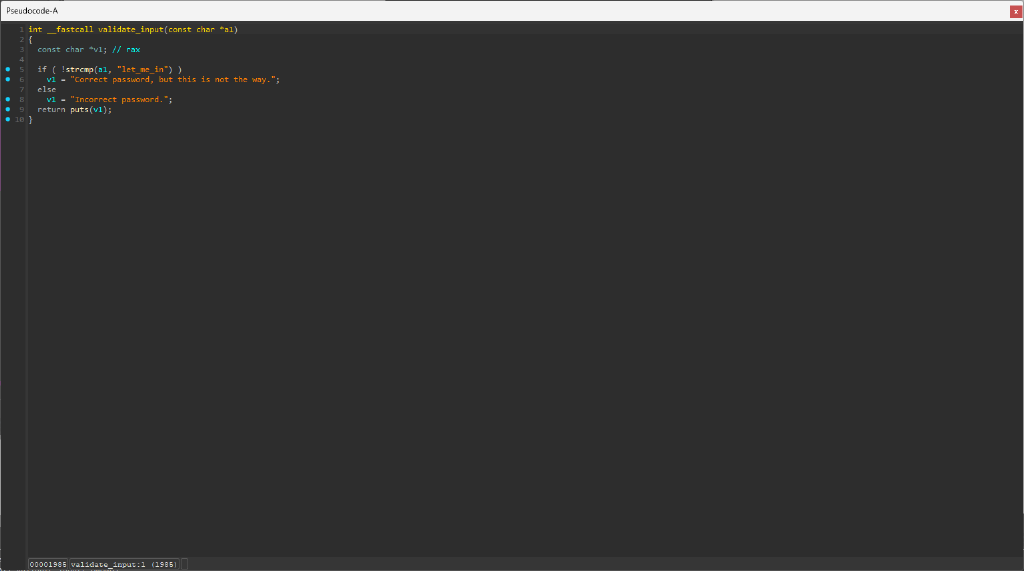 Pseudocode-A
x
1 int __fastcall validate_input(const char *a1)
2 {
3 const char *v1; // rax
4
5 if ( !strcmp(a1, "let_me_in") )
6 v1 = "Correct password, but this is not the way.";
7 else
8 v1 = "Incorrect password.";
9 return puts(v1);
10 }
00001985 validate_input:1 (1985)